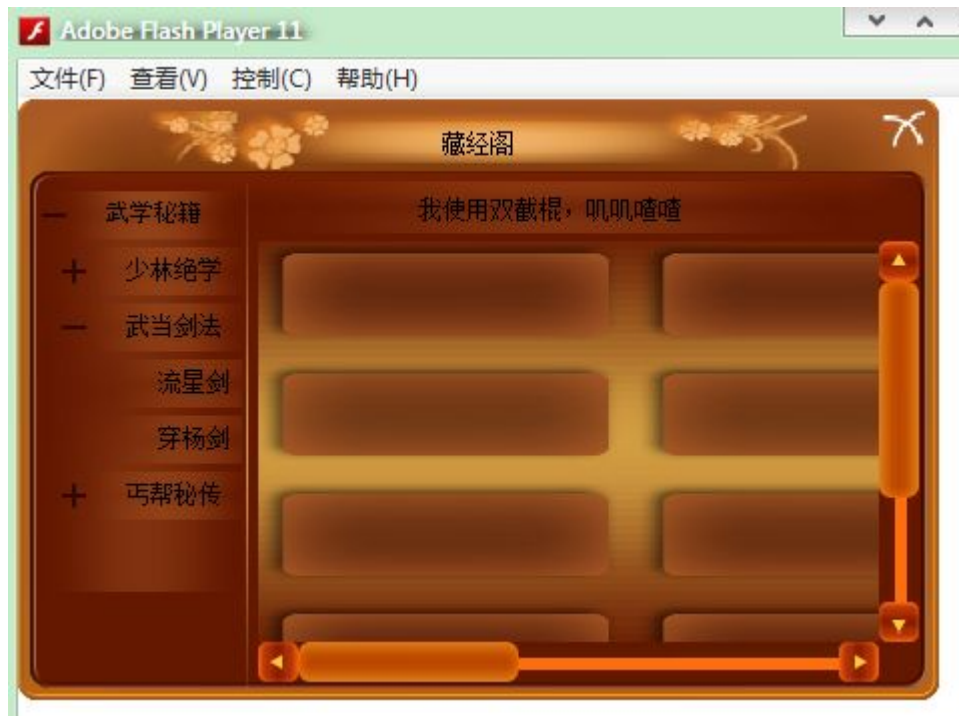 Adobe Flash Player 11
文件(F) 查看(V) 控制(C) 帮助(H)
藏经阁
武学秘籍
我使用双截棍，叽叽喳喳
少林绝学
武当剑法
流星剑
穿杨剑
丐帮秘传